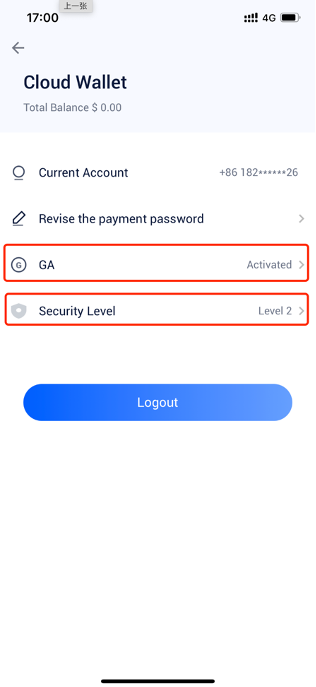 上一张
17:00
4G
Cloud Wallet
Total Balance $ 0.00
Current Account +86 182******26
Revise the payment password
G GA Activated
Security Level Level 2
Logout